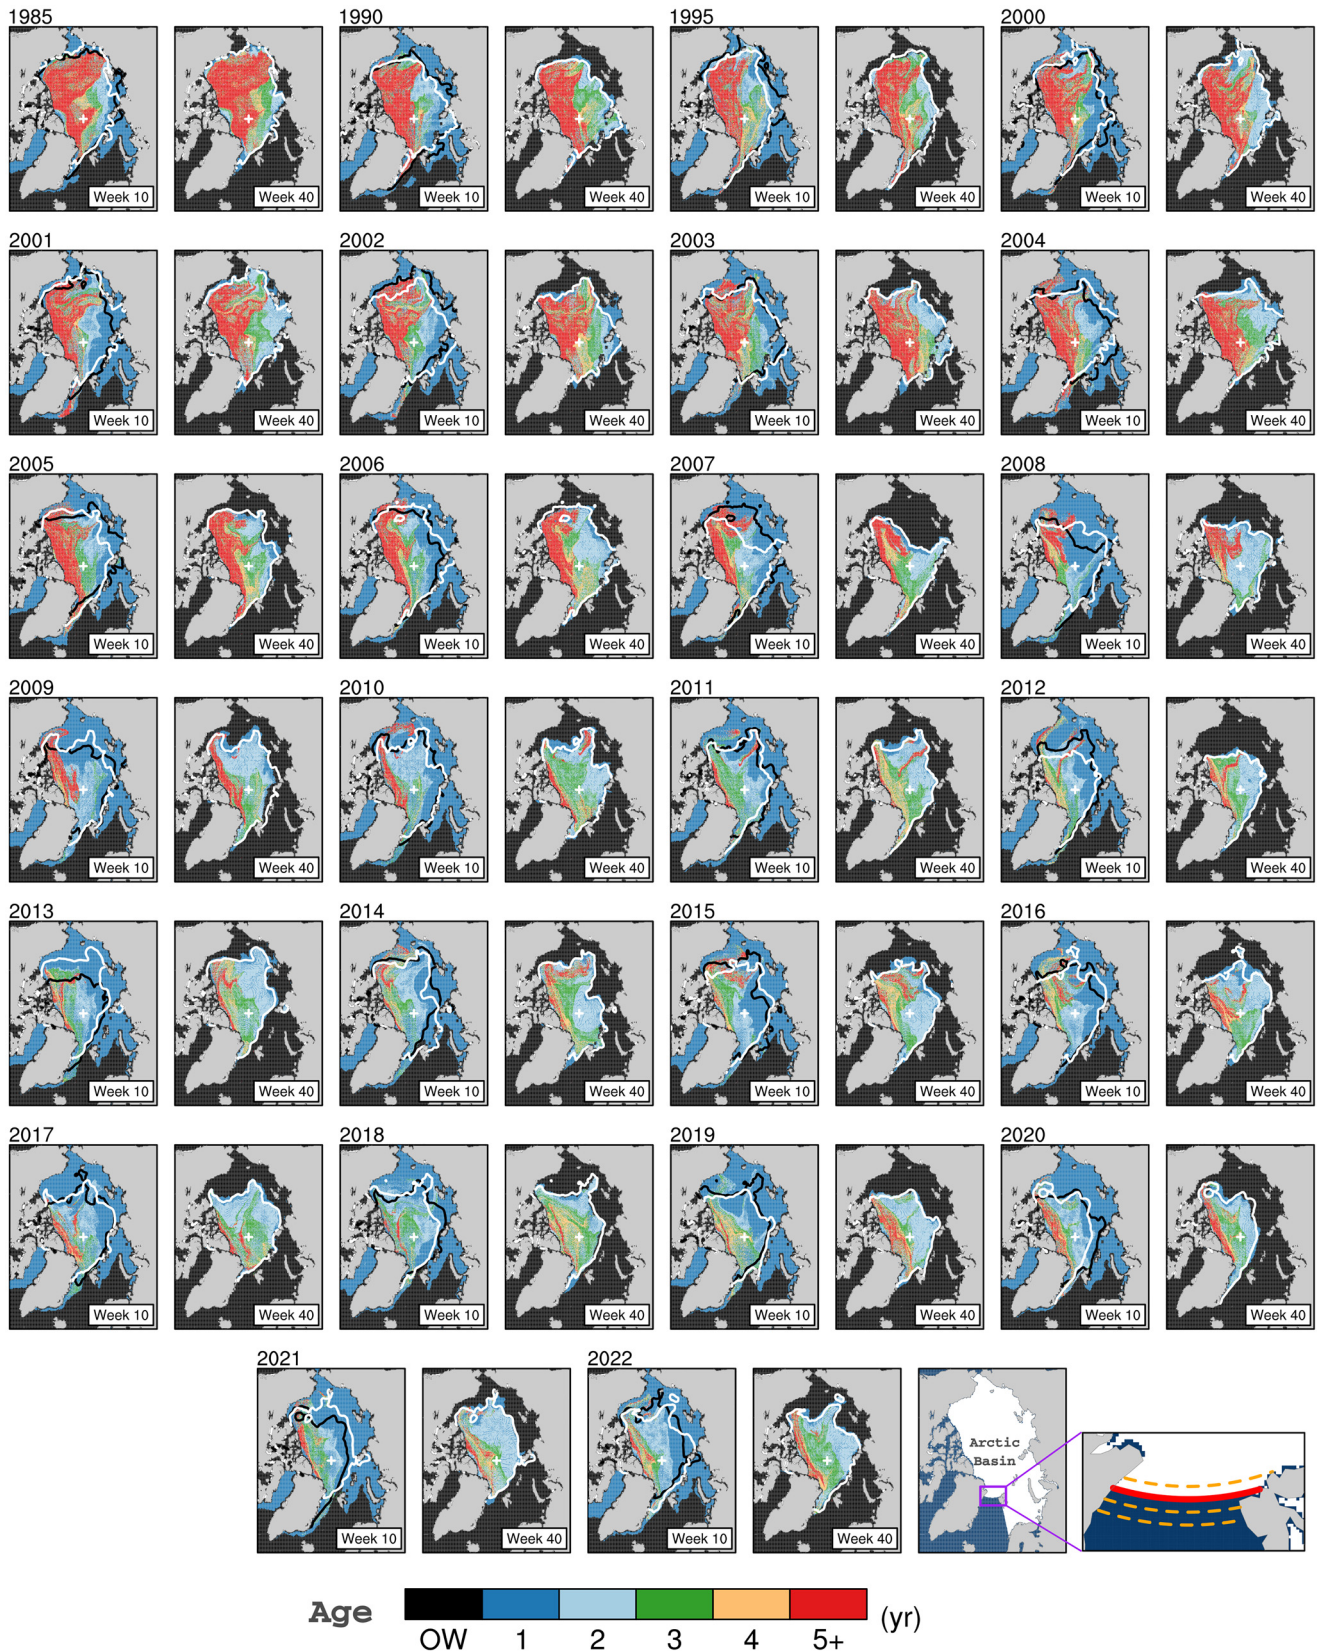 1985 1990 1995 2000
Week 10 Week 40 Week 10 Week 40 Week 10 Week 40 Week 10 Week 40
2001 2002 2003 2004
Week 10 Week 40 Week 10 Week 40 Week 10 Week 40 Week 10 Week 40
2005 2006 2007 2008
Week 10 Week 40 Week 10 Week 40 Week 10 Week 40 Week 10 Week 40
2009 2010 2011 2012
Week 10 Week 40 Week 10 Week 40 Week 10 Week 40 Week 10 Week 40
2013 2014 2015 2016
Week 10 Week 40 Week 10 Week 40 Week 10 Week 40 Week 10 Week 40
2017 2018 2019 2020
Week 10 Week 40 Week 10 Week 40 Week 10 Week 40 Week 10 Week 40
2021 2022
Arctic
Basin
Week 10 Week 40 Week 10 Week 40
Age (yr)
OW 1 2 3 4 5+